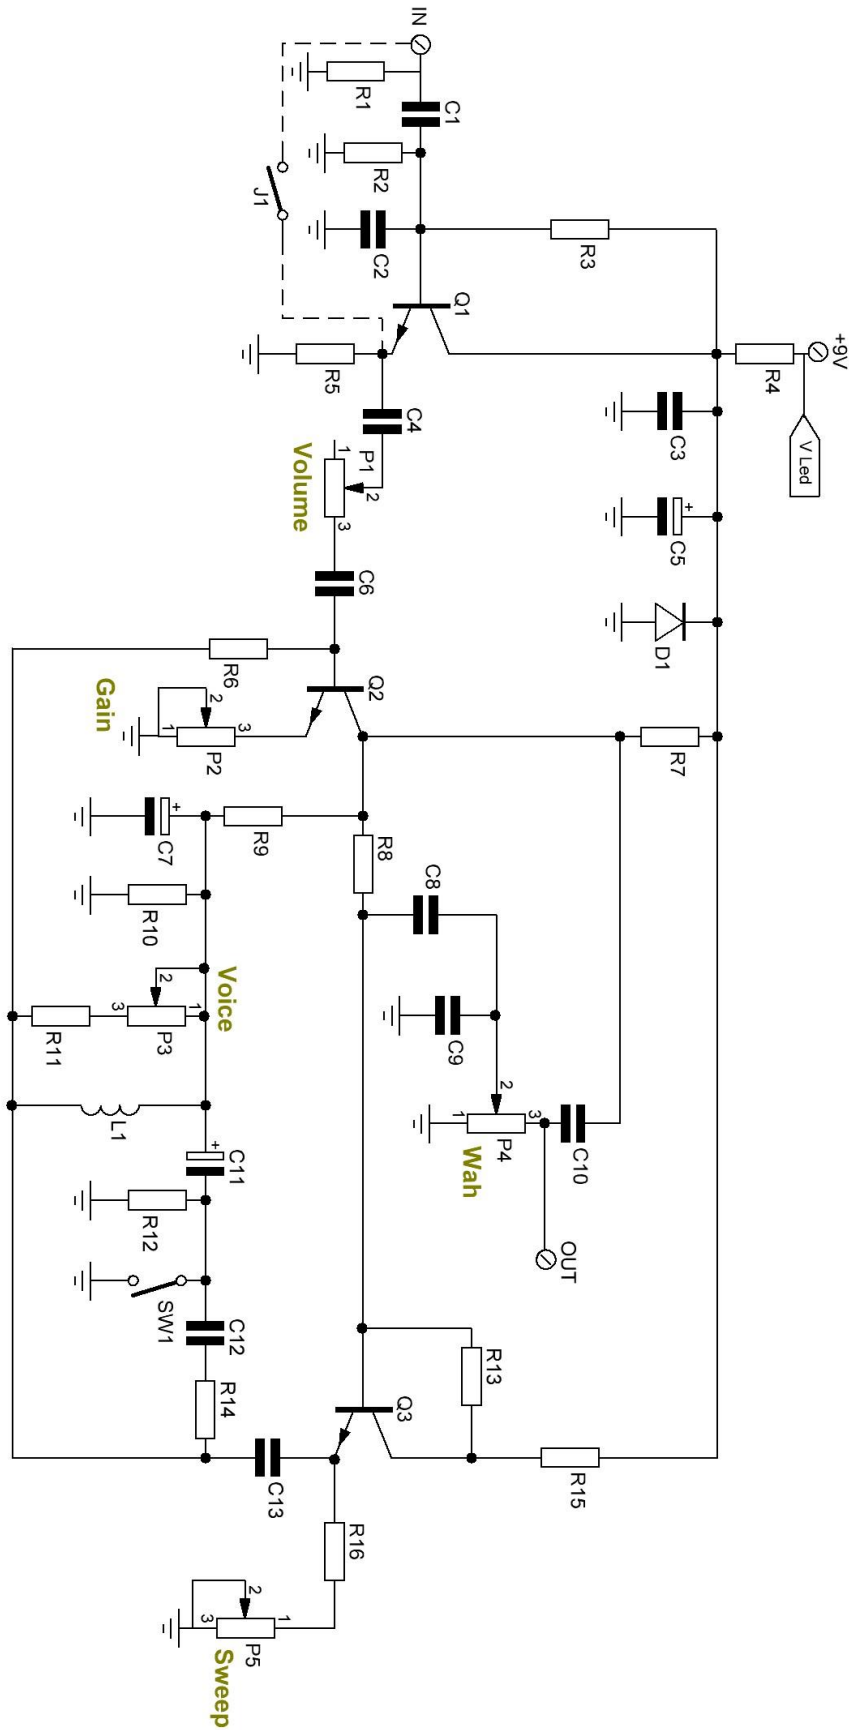 IN
R1
C1
R2
J1
C2
R3
Q1
R5
+9V
R4
V Led
C3
C4
1
P1
2
3
Volume
+
C5
C6
D1
R6
Q2
Gain
2
1
3
P2
R7
+
C7
R9
R8
C8
R10
Voice
2
3
1
P3
R11
C9
2
1
3
P4
Wah
C10
L1
+
C11
R12
OUT
SW1
C12
R13
R14
Q3
C13
R15
R16
2
3
1
P5
Sweep